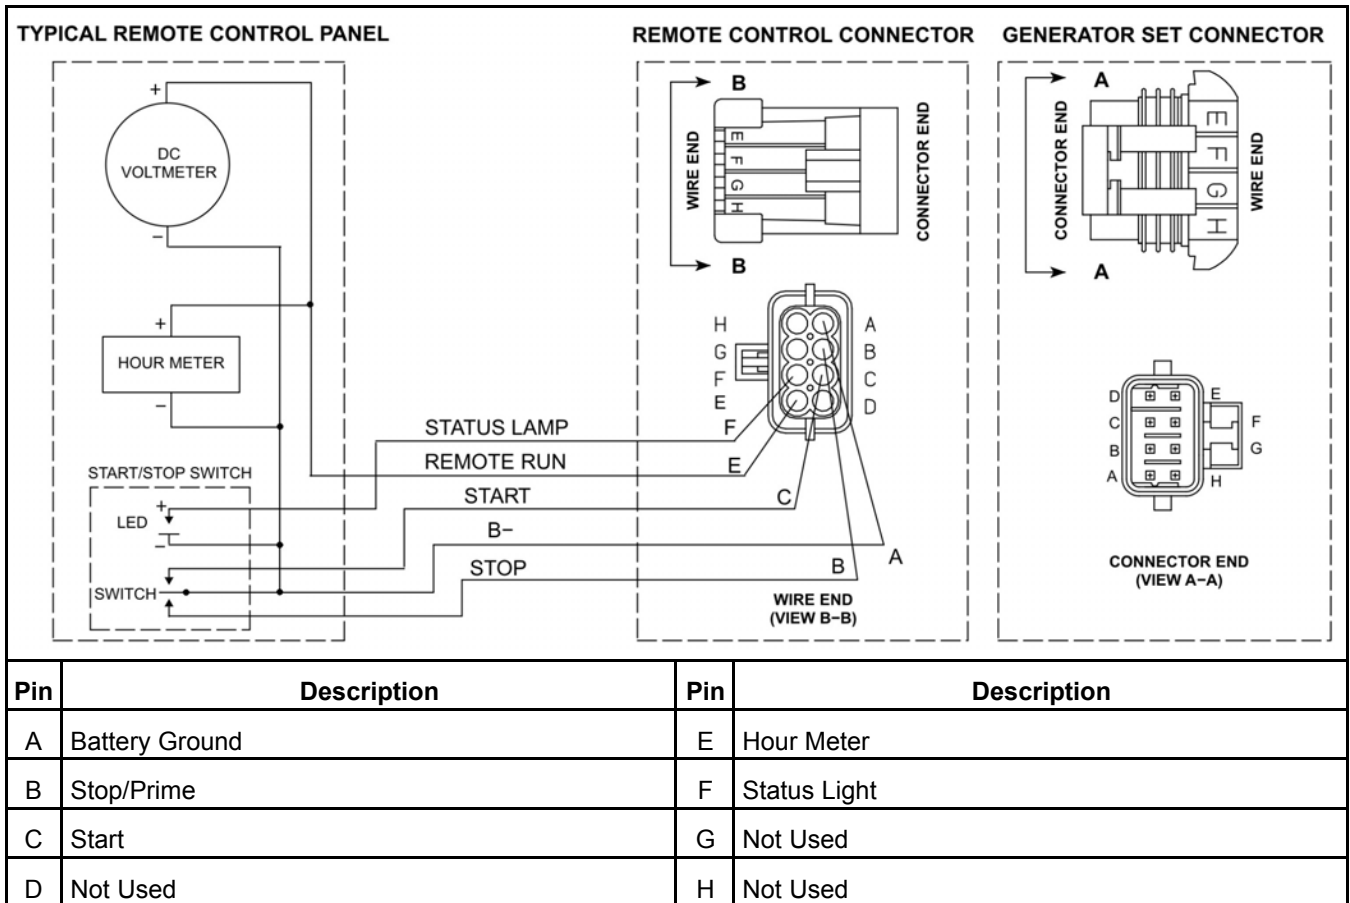 TYPICAL REMOTE CONTROL PANEL
REMOTE CONTROL CONNECTOR
GENERATOR SET CONNECTOR
+
DC
VOLTMETER
−
+
HOUR METER
−
START/STOP SWITCH
+
LED
−
SWITCH
STATUS LAMP
REMOTE RUN
START
B−
STOP
F
E
C
A
B
B
WIRE END
E
F
G
H
CONNECTOR END
B
H
G
F
E
A
B
C
D
WIRE END
(VIEW B−B)
A
CONNECTOR END
E
F
G
H
WIRE END
A
D
C
B
A
E
F
G
H
CONNECTOR END
(VIEW A−A)
Pin Description Pin Description
A Battery Ground E Hour Meter
B Stop/Prime F Status Light
C Start G Not Used
D Not Used H Not Used